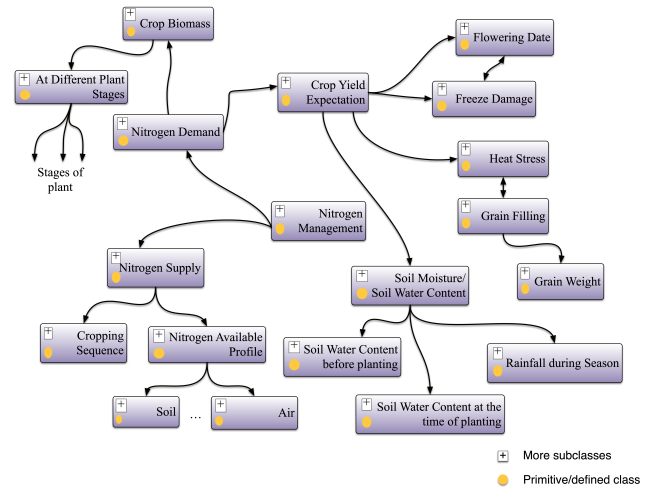 Crop Biomass
Flowering Date
At Different Plant
Stages
Crop Yield
Expectation
Freeze Damage
Nitrogen Demand
Heat Stress
Stages of
plant
Nitrogen
Management
Grain Filling
Nitrogen Supply
Soil Moisture/
Soil Water Content
Grain Weight
Cropping
Sequence
Nitrogen Available
Profile
Soil Water Content
before planting
Rainfall during Season
Soil
...
Air
Soil Water Content at the
time of planting
More subclasses
Primitive/defined class